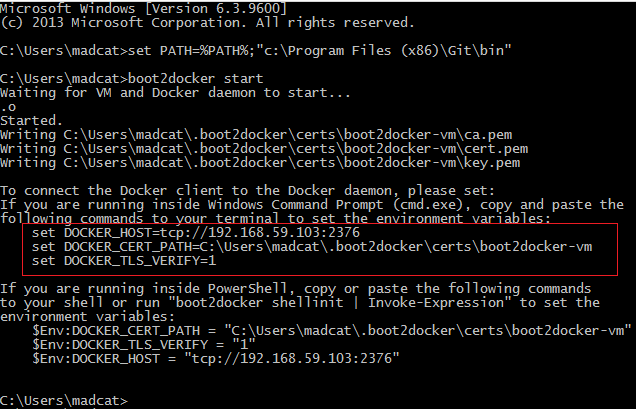 Microsoft Windows [Version 6.3.9600]
(c) 2013 Microsoft Corporation. All rights reserved.
C:\Users\madcat>set PATH=%PATH%;"c:\Program Files (x86)\Git\bin"
C:\Users\madcat>boot2docker start
Waiting for VM and Docker daemon to start...
.o
Started.
Writing C:\Users\madcat\.boot2docker\certs\boot2docker-vm\ca.pem
Writing C:\Users\madcat\.boot2docker\certs\boot2docker-vm\cert.pem
Writing C:\Users\madcat\.boot2docker\certs\boot2docker-vm\key.pem
To connect the Docker client to the Docker daemon, please set:
If you are running inside Windows Command Prompt (cmd.exe), copy and paste the
following commands to your terminal to set the environment variables:
set DOCKER_HOST=tcp://192.168.59.103:2376
set DOCKER_CERT_PATH=C:\Users\madcat\.boot2docker\certs\boot2docker-vm
set DOCKER_TLS_VERIFY=1
If you are running inside PowerShell, copy or paste the following commands
to your shell or run "boot2docker shellinit | Invoke-Expression" to set the
environment variables:
$Env:DOCKER_CERT_PATH = "C:\Users\madcat\.boot2docker\certs\boot2docker-vm"
$Env:DOCKER_TLS_VERIFY = "1"
$Env:DOCKER_HOST = "tcp://192.168.59.103:2376"
C:\Users\madcat>